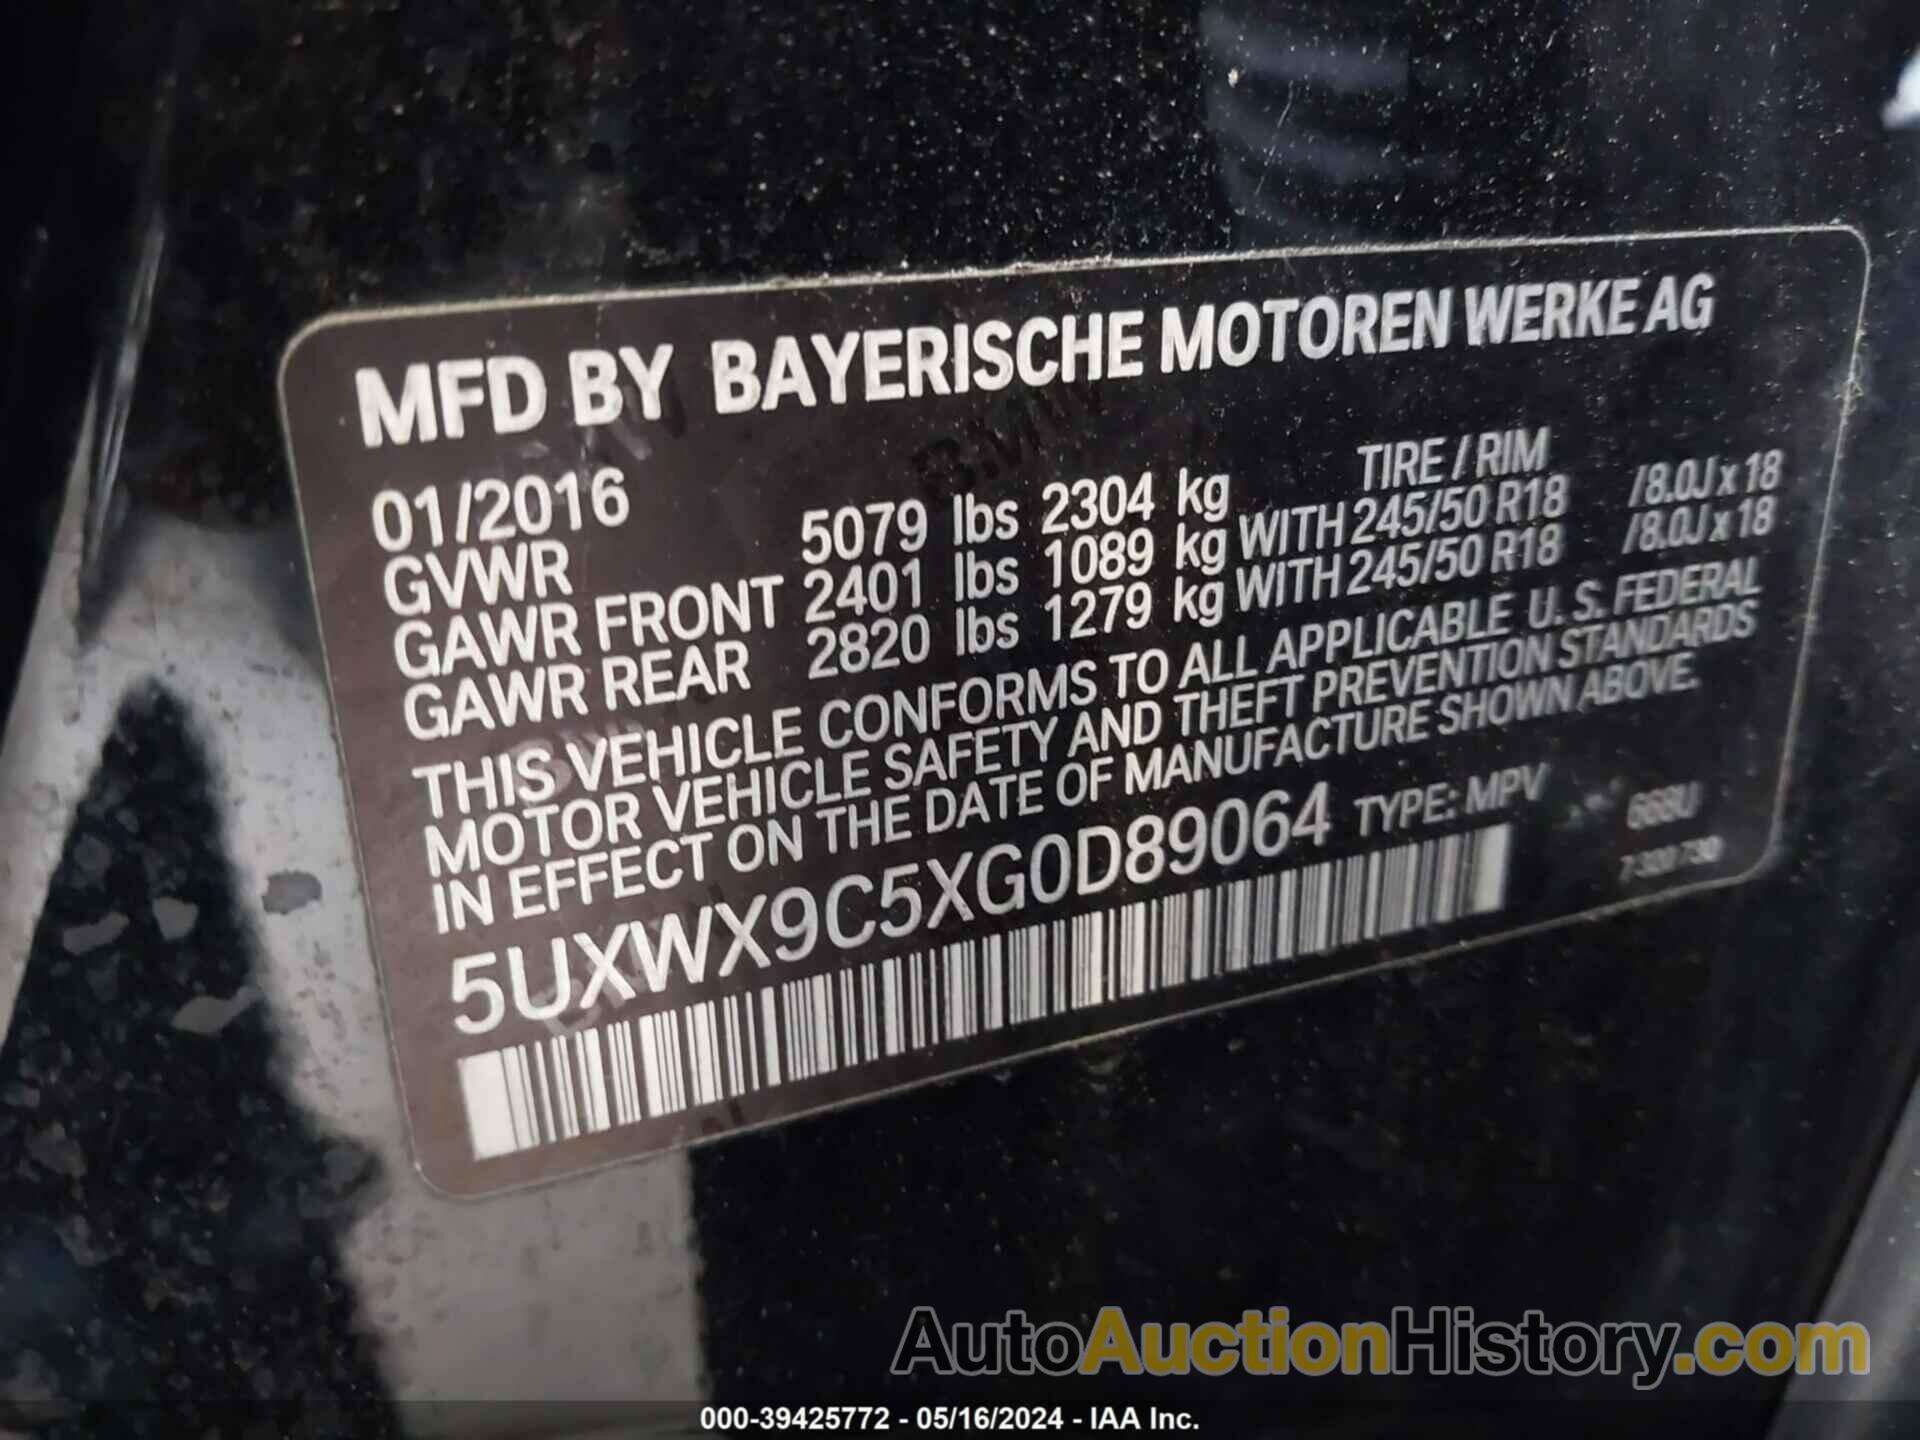 MFD BY BAYERISCHE MOTOREN WERKE AG
01/2016 TIRE / RIM
GVWR 5079 lbs 2304 kg
GAWR FRONT 2401 lbs 1089 kg WITH 245/50 R18 /8.0J x 18
GAWR REAR 2820 lbs 1279 kg WITH 245/50 R18 /8.0J x 18
THIS VEHICLE CONFORMS TO ALL APPLICABLE U. S. FEDERAL
MOTOR VEHICLE SAFETY AND THEFT PREVENTION STANDARDS
IN EFFECT ON THE DATE OF MANUFACTURE SHOWN ABOVE.
5UXWX9C5XG0D89064 TYPE: MPV 668U
7 300 730
AutoAuctionHistory.com
000-39425772 - 05/16/2024 - IAA Inc.